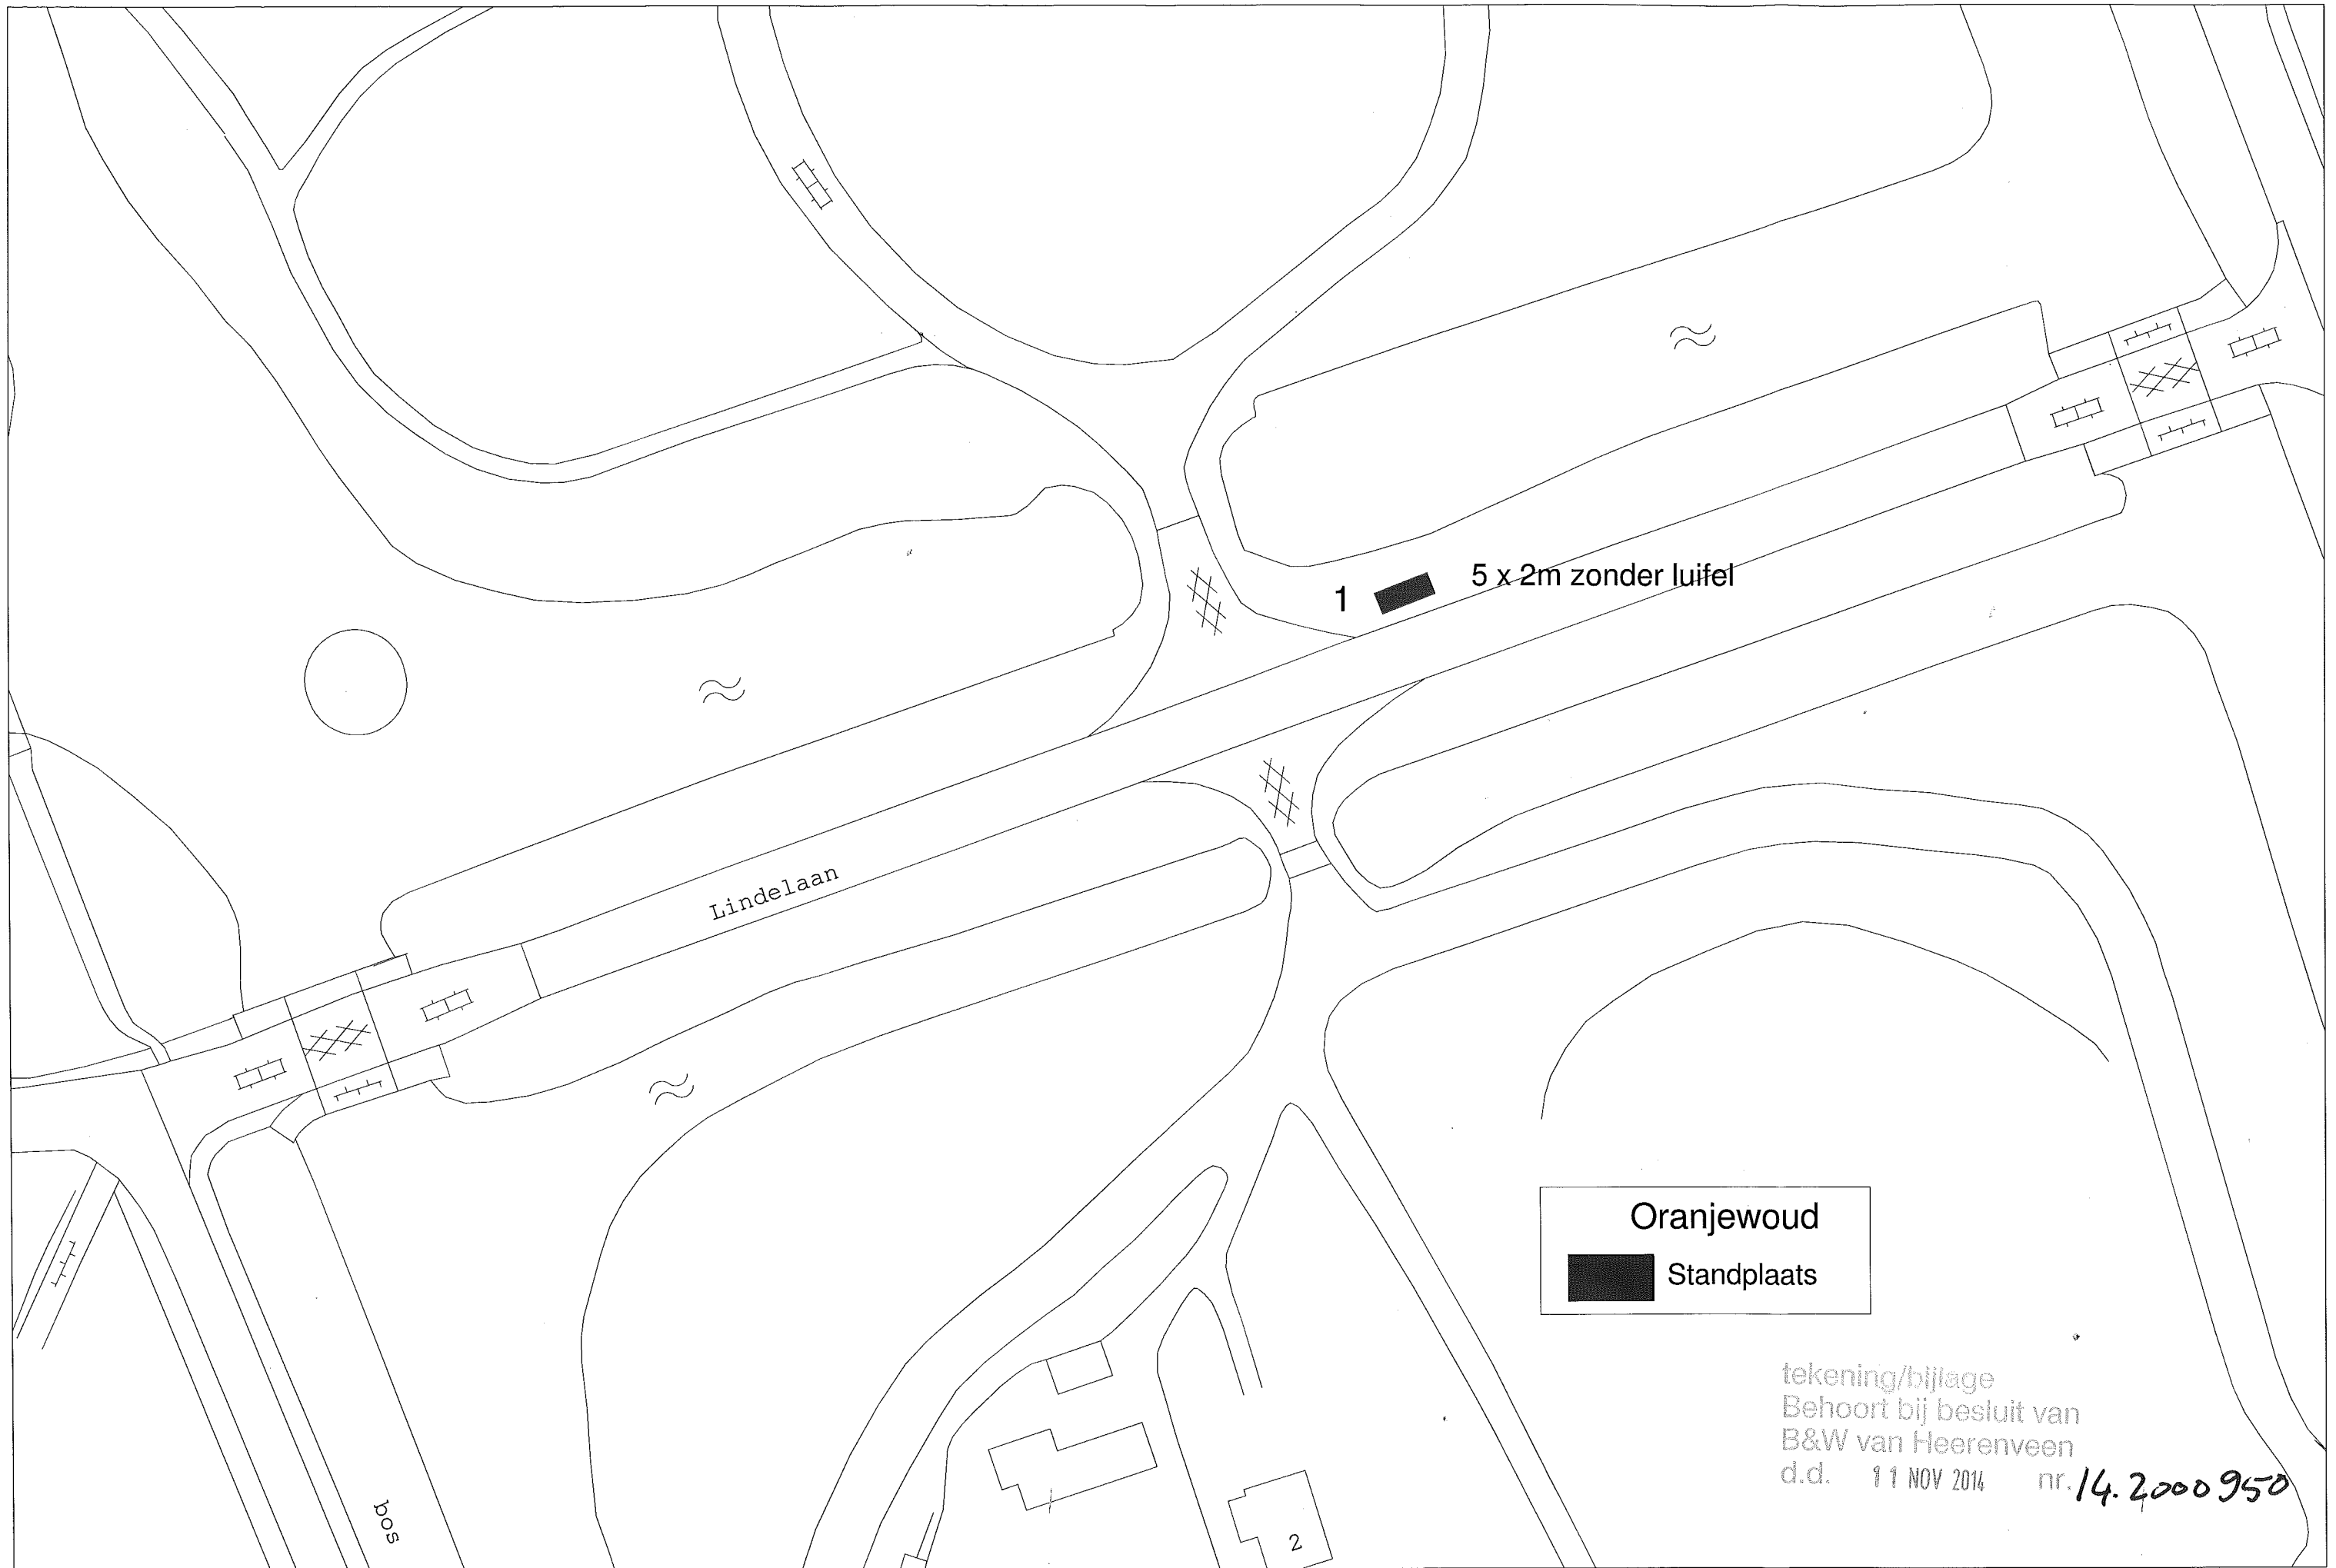 1
5 x 2m zonder luifel
Lindelaan
Oranjewoud
Standplaats
tekening/bijlage
Behoort bij besluit van
B&W van Heerenveen
d.d. 11 NOV 2014 nr. 14.2000950
bos
2